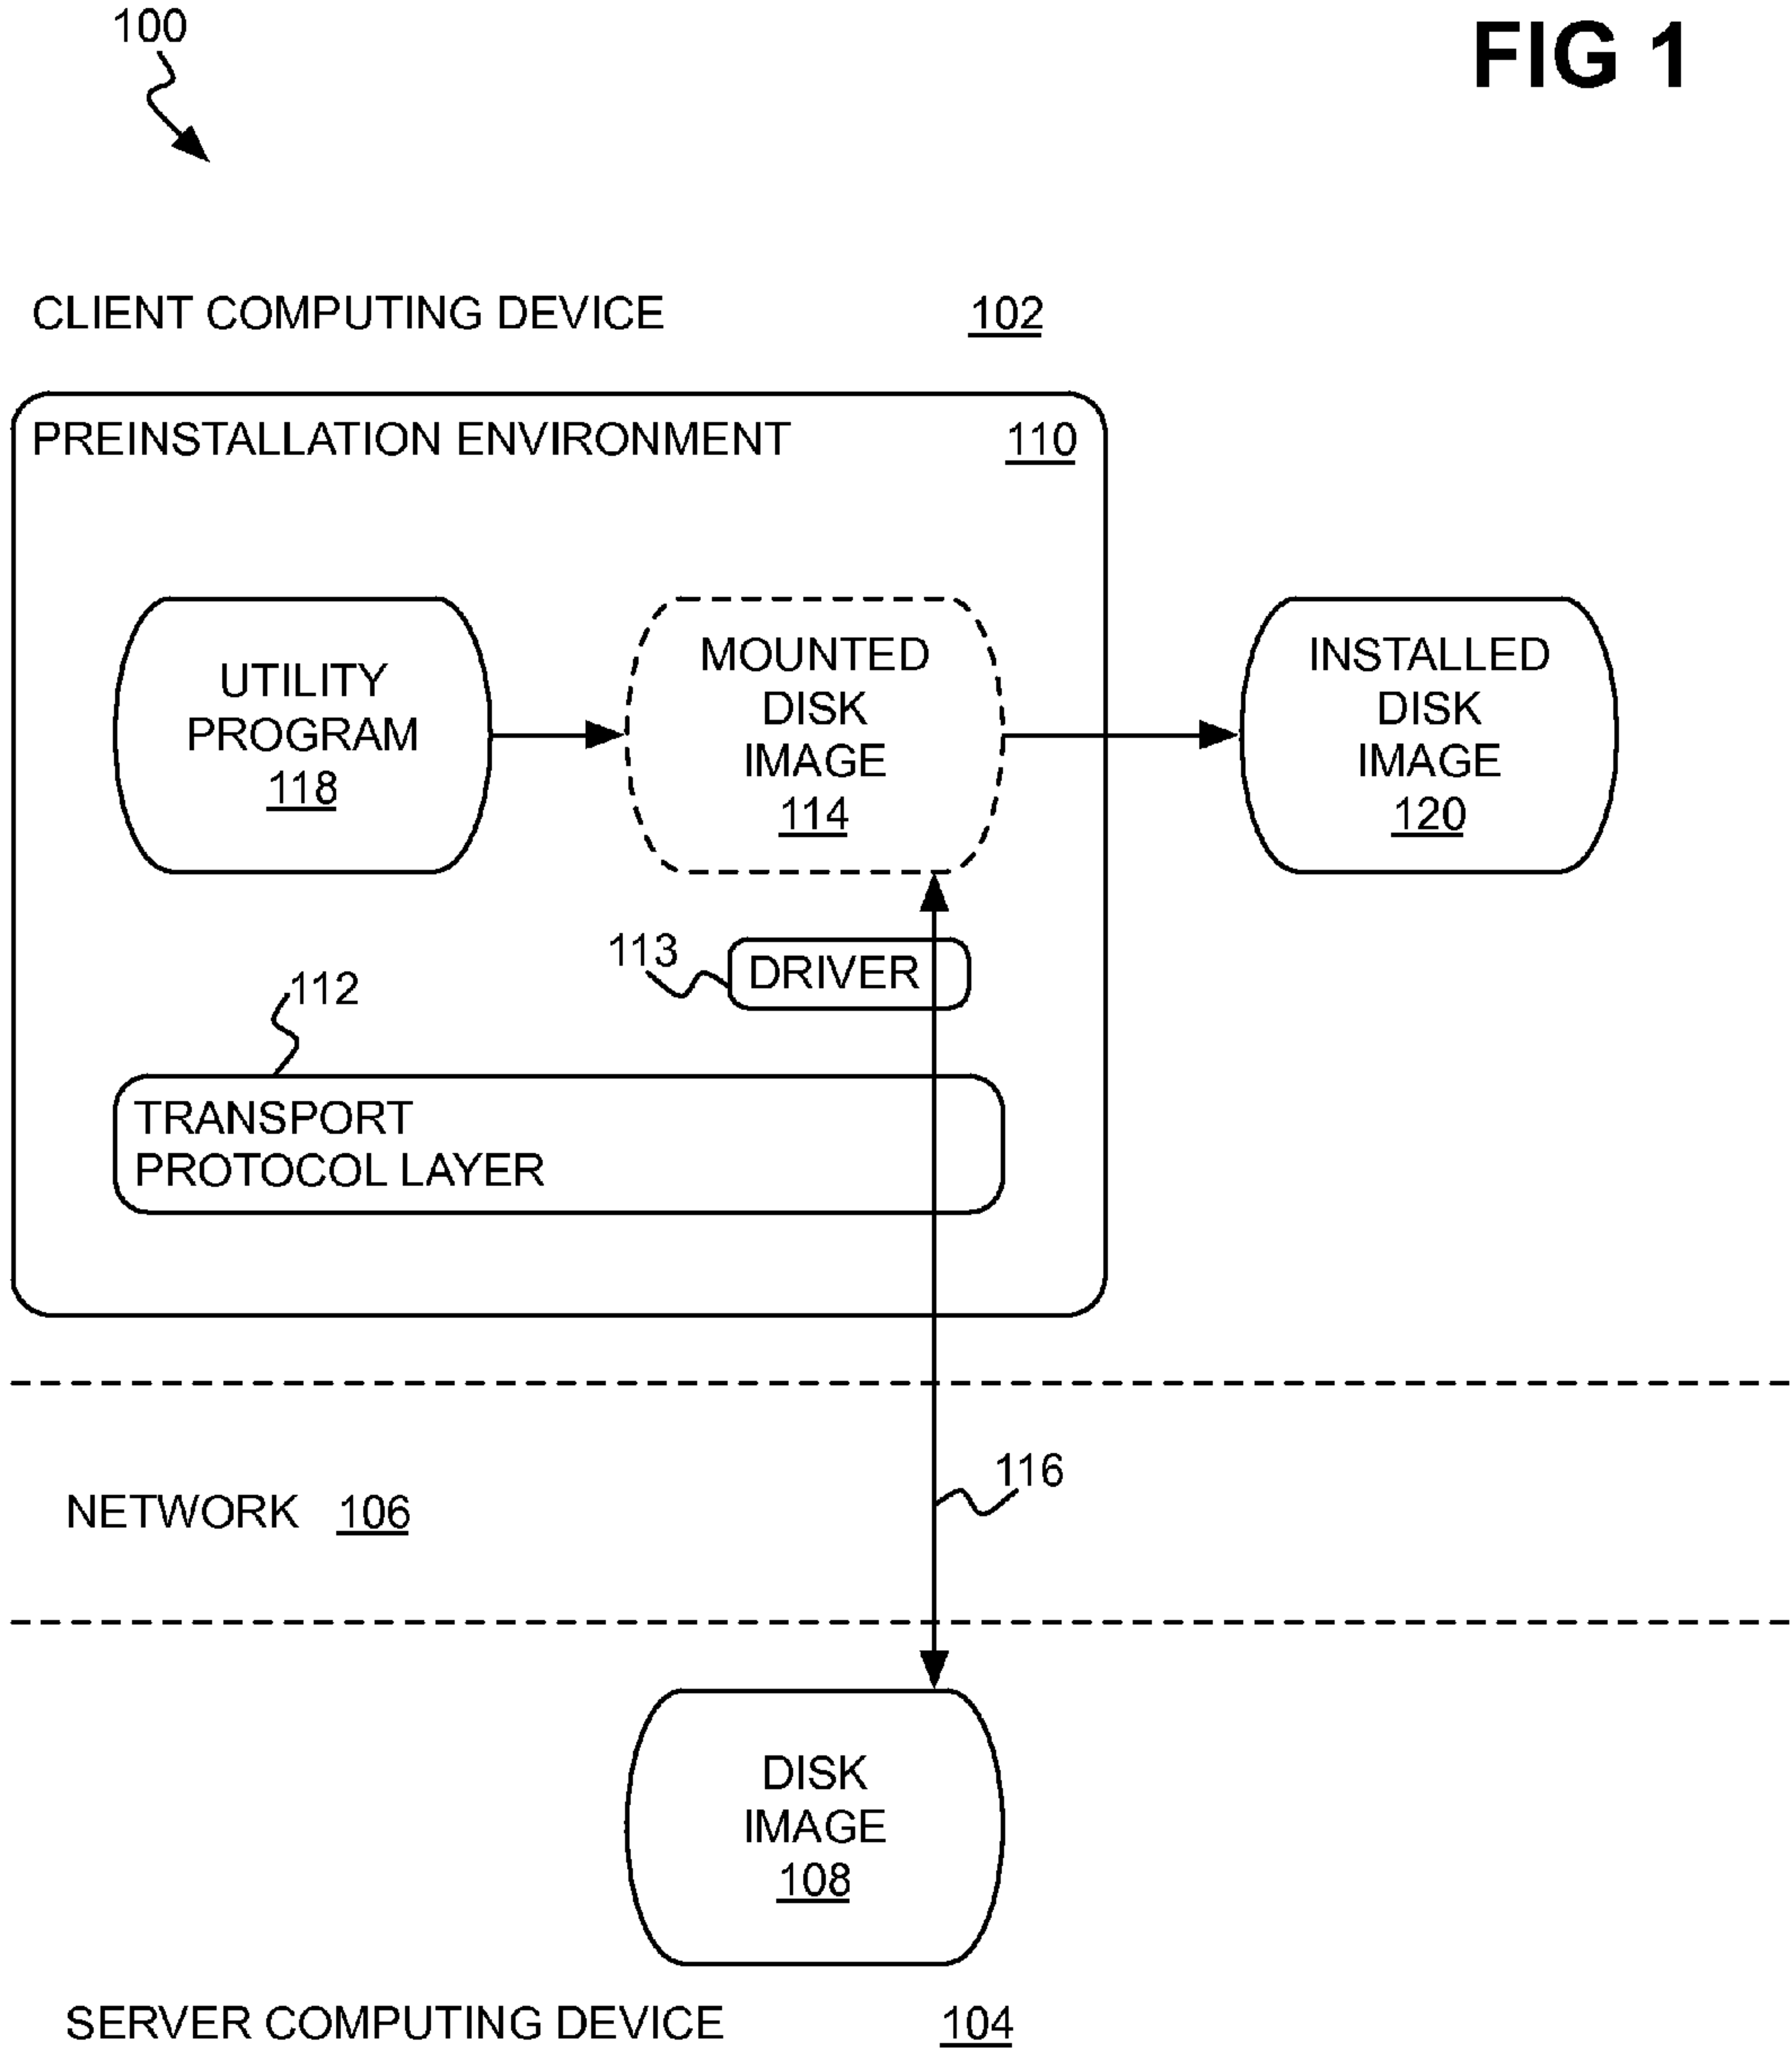 100
FIG 1
CLIENT COMPUTING DEVICE 102
PREINSTALLATION ENVIRONMENT 110
UTILITY
PROGRAM
118
MOUNTED
DISK
IMAGE
114
INSTALLED
DISK
IMAGE
120
113
DRIVER
112
TRANSPORT
PROTOCOL LAYER
116
NETWORK 106
DISK
IMAGE
108
SERVER COMPUTING DEVICE 104